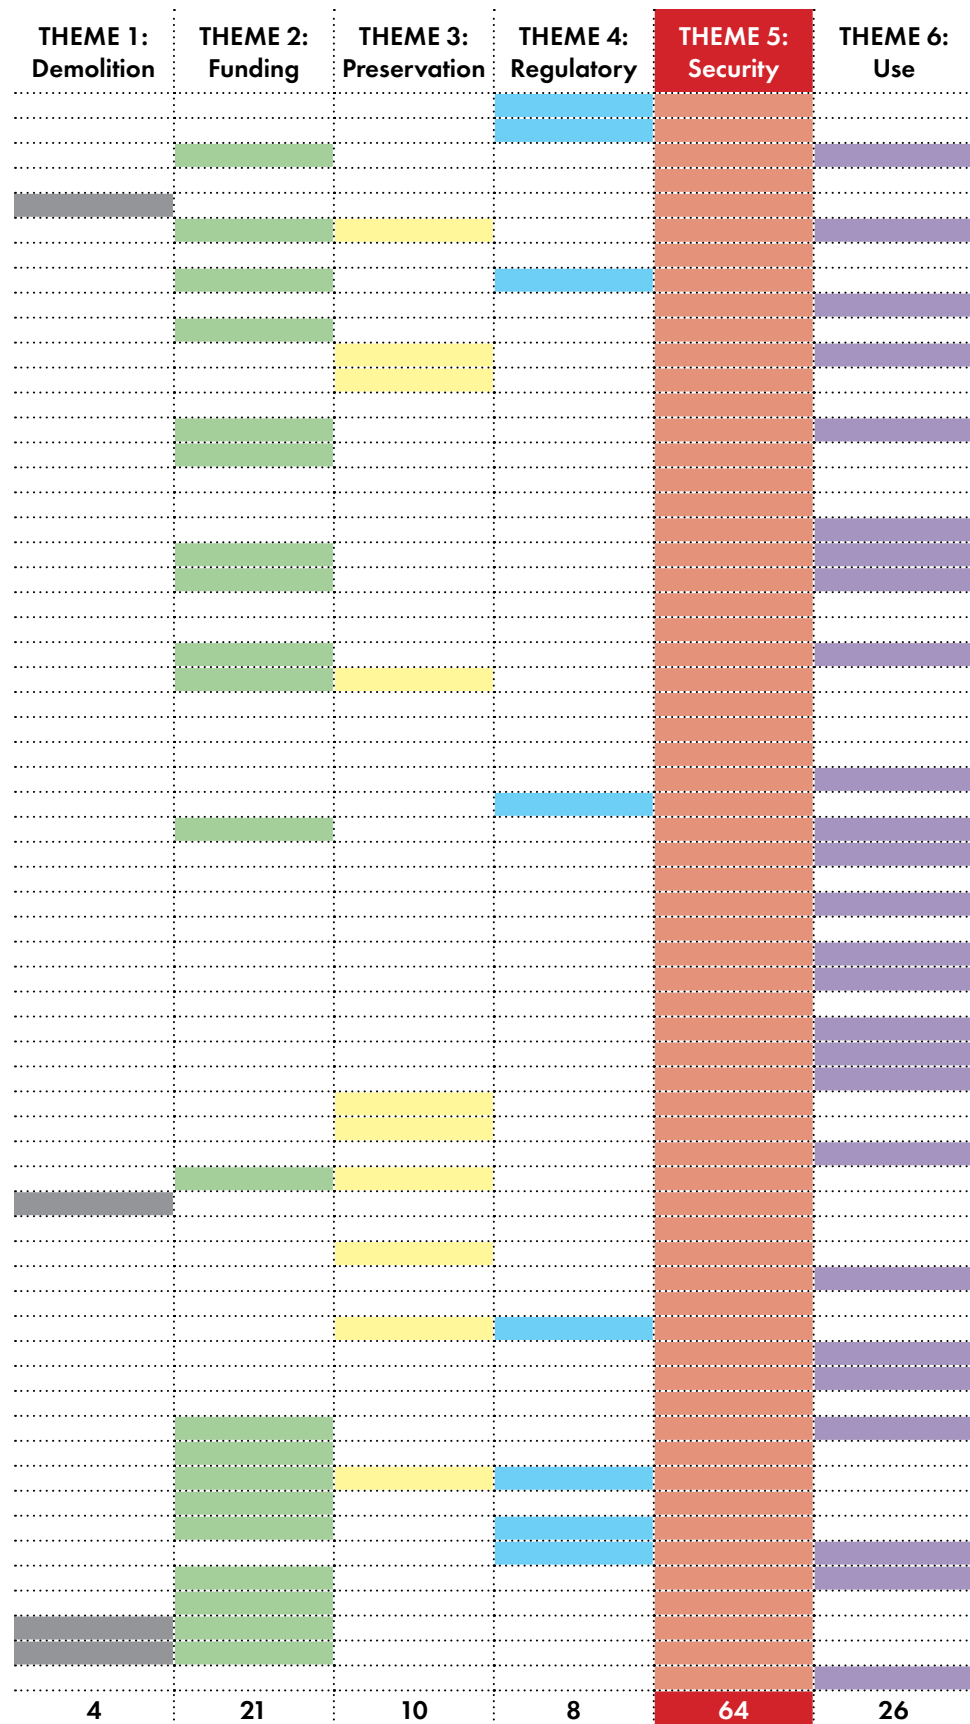 THEME 1:
Demolition
THEME 2:
Funding
THEME 3:
Preservation
THEME 4:
Regulatory
THEME 5:
Security
THEME 6:
Use
4
21
10
8
64
26